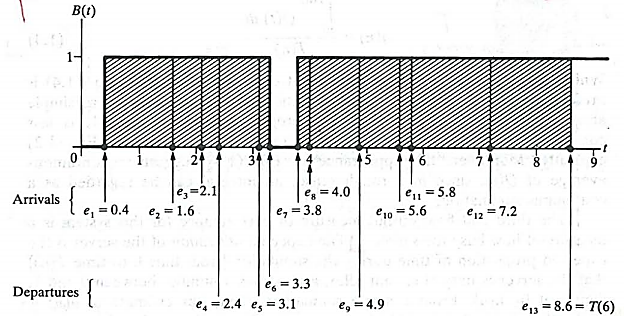 B(t)
1
0 1 2 3 4 5 6 7 8 9 t
Arrivals {
e3 = 2.1
e8 = 4.0
e11 = 5.8
e1 = 0.4 e2 = 1.6 e7 = 3.8 e10 = 5.6 e12 = 7.2
e6 = 3.3
Departures {
e4 = 2.4 e5 = 3.1 e9 = 4.9 e13 = 8.6 = T(6)